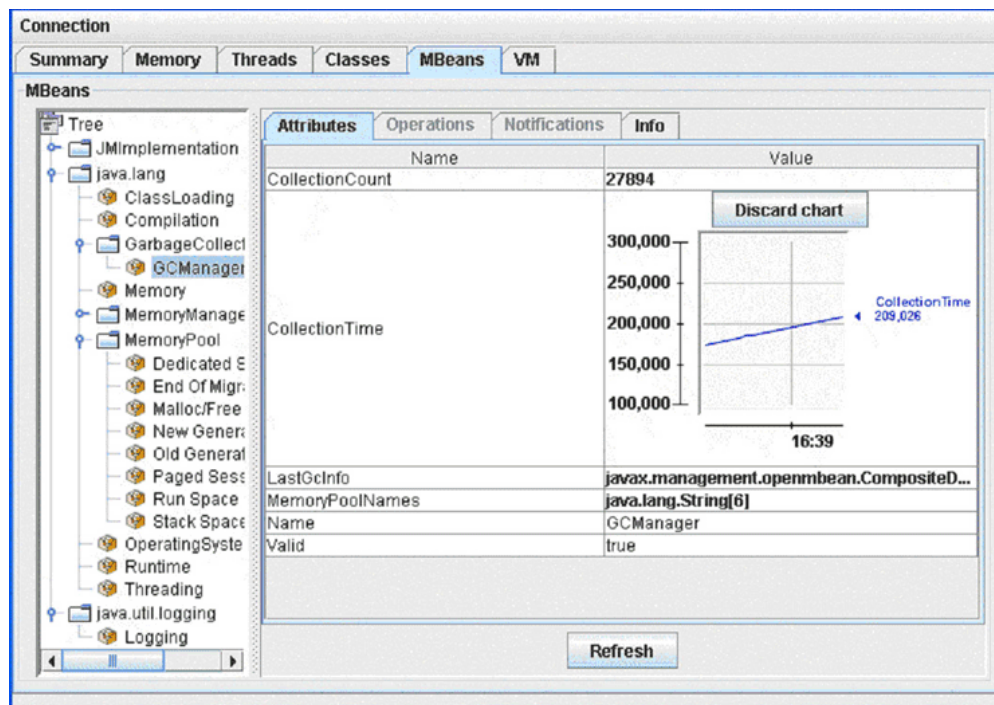 Connection
Summary Memory Threads Classes MBeans VM
MBeans
Tree
JMImplementation
java.lang
ClassLoading
Compilation
GarbageCollect
GCManager
Memory
MemoryManage
MemoryPool
Dedicated S
End Of Migr
Malloc/Free
New Genera
Old Generat
Paged Sess
Run Space
Stack Space
OperatingSyste
Runtime
Threading
java.util.logging
Logging
Attributes Operations Notifications Info
Name Value
CollectionCount 27894
CollectionTime
Discard chart
300,000
250,000
200,000
150,000
100,000
CollectionTime
209,026
16:39
LastGcInfo javax.management.openmbean.CompositeD...
MemoryPoolNames java.lang.String[6]
Name GCManager
Valid true
Refresh